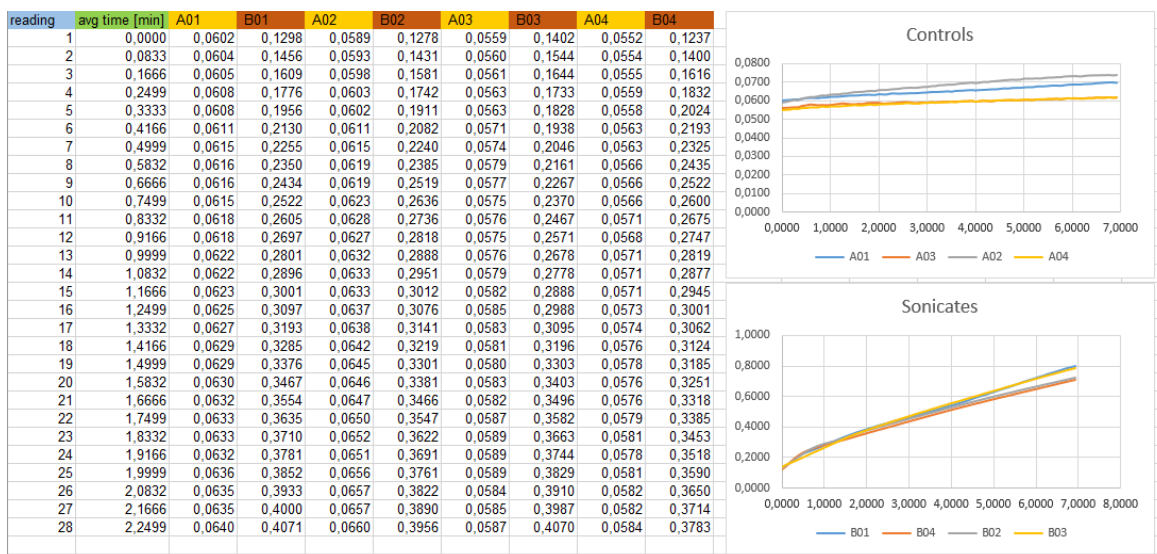 reading avg time [min] A01 B01 A02 B02 A03 B03 A04 B04
1 0,0000 0,0602 0,1298 0,0589 0,1278 0,0559 0,1402 0,0552 0,1237
2 0,0833 0,0604 0,1456 0,0593 0,1431 0,0560 0,1544 0,0554 0,1400
3 0,1666 0,0605 0,1609 0,0598 0,1581 0,0561 0,1644 0,0555 0,1616
4 0,2499 0,0608 0,1776 0,0603 0,1742 0,0563 0,1733 0,0559 0,1832
5 0,3333 0,0608 0,1956 0,0602 0,1911 0,0563 0,1828 0,0558 0,2024
6 0,4166 0,0611 0,2130 0,0611 0,2082 0,0571 0,1938 0,0563 0,2193
7 0,4999 0,0615 0,2255 0,0615 0,2240 0,0574 0,2046 0,0563 0,2325
8 0,5832 0,0616 0,2350 0,0619 0,2385 0,0579 0,2161 0,0566 0,2435
9 0,6666 0,0616 0,2434 0,0619 0,2519 0,0577 0,2267 0,0566 0,2522
10 0,7499 0,0615 0,2522 0,0623 0,2636 0,0575 0,2370 0,0566 0,2600
11 0,8332 0,0618 0,2605 0,0628 0,2736 0,0576 0,2467 0,0571 0,2675
12 0,9166 0,0618 0,2697 0,0627 0,2818 0,0575 0,2571 0,0568 0,2747
13 0,9999 0,0622 0,2801 0,0632 0,2888 0,0576 0,2678 0,0571 0,2819
14 1,0832 0,0622 0,2896 0,0633 0,2951 0,0579 0,2778 0,0571 0,2877
15 1,1666 0,0623 0,3001 0,0633 0,3012 0,0582 0,2888 0,0571 0,2945
16 1,2499 0,0625 0,3097 0,0637 0,3076 0,0585 0,2988 0,0573 0,3001
17 1,3332 0,0627 0,3193 0,0638 0,3141 0,0583 0,3095 0,0574 0,3062
18 1,4166 0,0629 0,3285 0,0642 0,3219 0,0581 0,3196 0,0576 0,3124
19 1,4999 0,0629 0,3376 0,0645 0,3301 0,0580 0,3303 0,0578 0,3185
20 1,5832 0,0630 0,3467 0,0646 0,3381 0,0583 0,3403 0,0576 0,3251
21 1,6666 0,0632 0,3554 0,0647 0,3466 0,0582 0,3496 0,0576 0,3318
22 1,7499 0,0633 0,3635 0,0650 0,3547 0,0587 0,3582 0,0579 0,3385
23 1,8332 0,0633 0,3710 0,0652 0,3622 0,0589 0,3663 0,0581 0,3453
24 1,9166 0,0632 0,3781 0,0651 0,3691 0,0589 0,3744 0,0578 0,3518
25 1,9999 0,0636 0,3852 0,0656 0,3761 0,0589 0,3829 0,0581 0,3590
26 2,0832 0,0635 0,3933 0,0657 0,3822 0,0584 0,3910 0,0582 0,3650
27 2,1666 0,0635 0,4000 0,0657 0,3890 0,0585 0,3987 0,0582 0,3714
28 2,2499 0,0640 0,4071 0,0660 0,3956 0,0587 0,4070 0,0584 0,3783
Controls
0,0800
0,0700
0,0600
0,0500
0,0400
0,0300
0,0200
0,0100
0,0000
0,0000 1,0000 2,0000 3,0000 4,0000 5,0000 6,0000 7,0000
A01 A03 A02 A04
Sonicates
1,0000
0,8000
0,6000
0,4000
0,2000
0,0000
0,0000 1,0000 2,0000 3,0000 4,0000 5,0000 6,0000 7,0000 8,0000
B01 B04 B02 B03